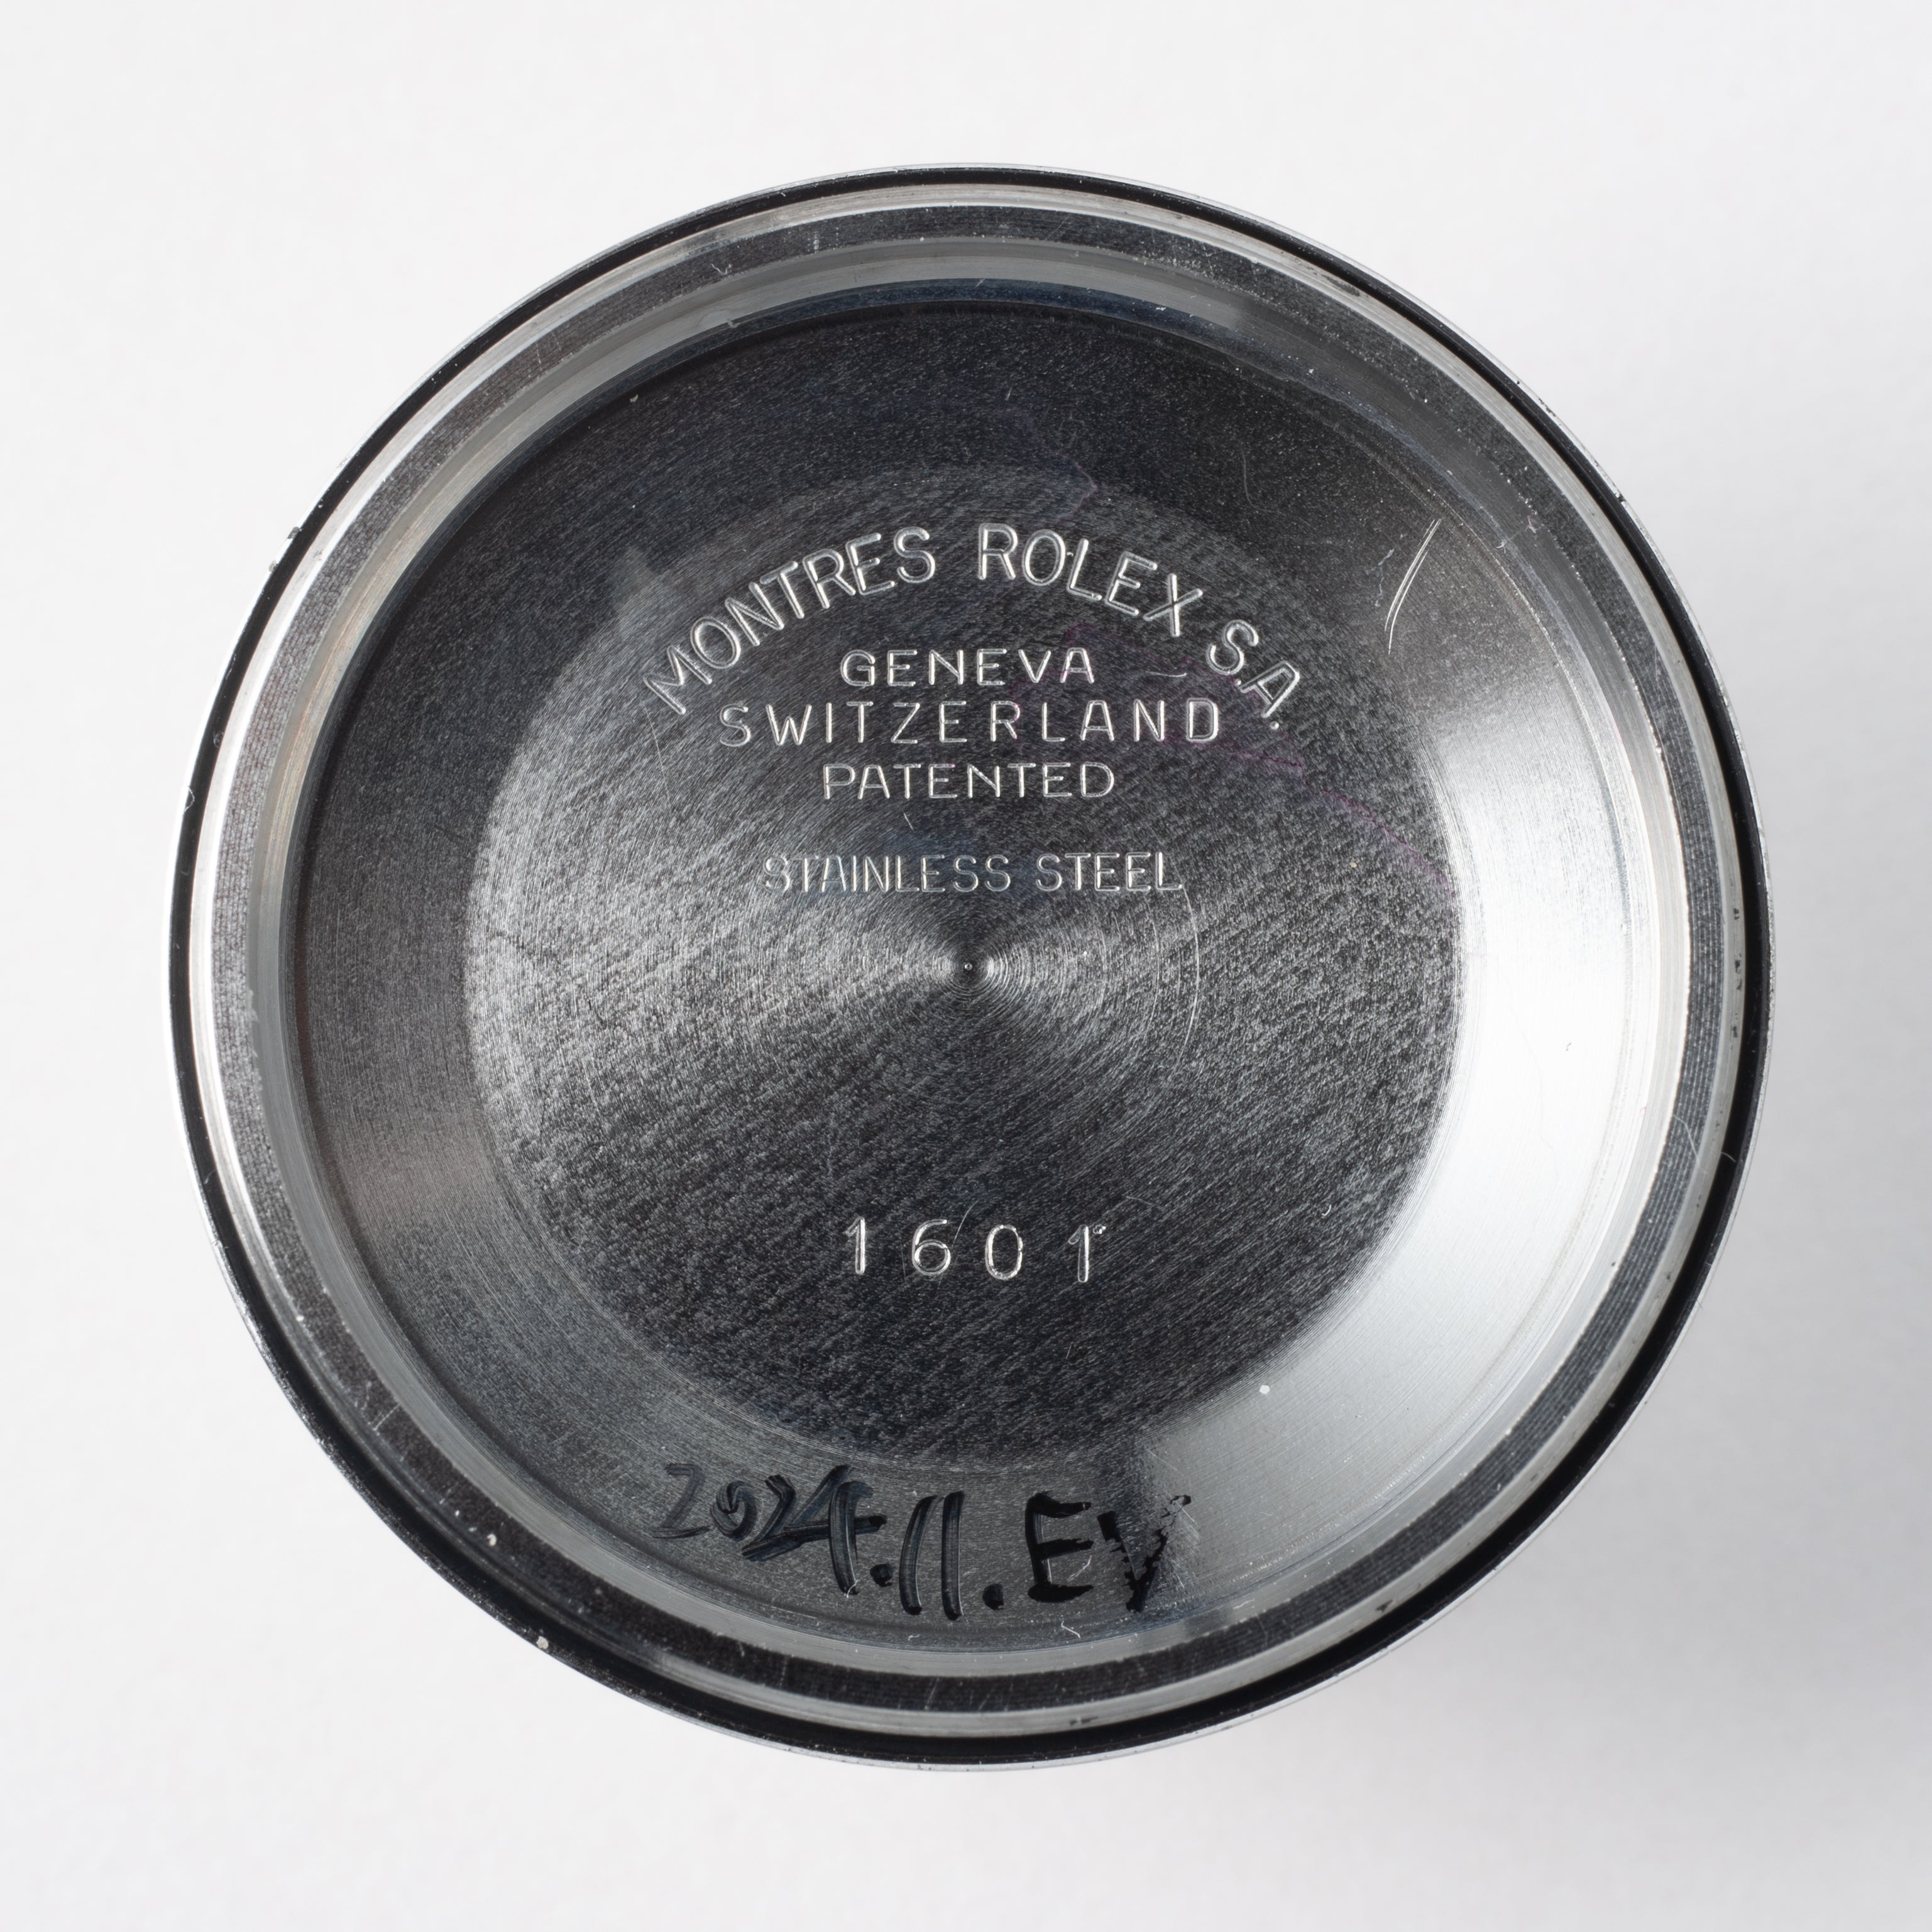 MONTRES ROLEX S.A.
GENEVA
SWITZERLAND
PATENTED
STAINLESS STEEL
1601
2024.11.EV